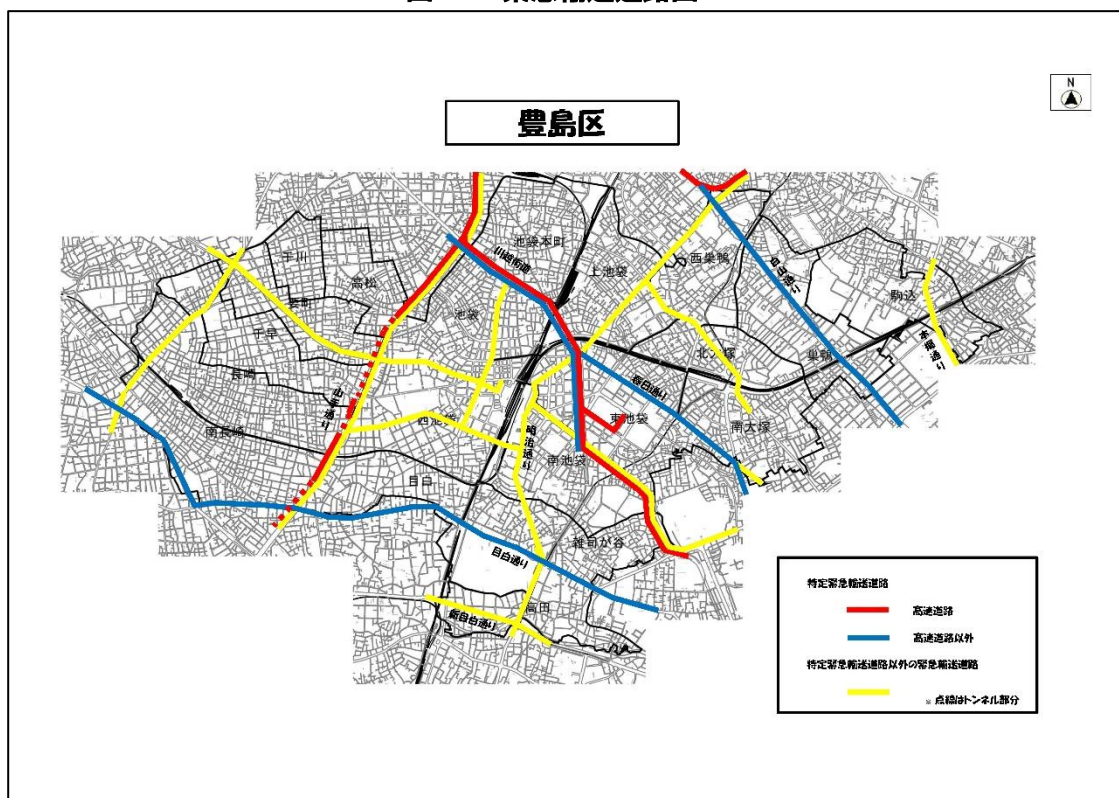 N
豊島区
池袋本町
川越街道
上池袋
西巣鴨
白山通り
駒込
千川
高松
要町
池袋
千早
北大塚
巣鴨
本郷通り
長崎
山手通り
春日通り
西池袋
東池袋
南大塚
南長崎
明治通り
南池袋
目白
雑司が谷
目白通り
高田
新目白通り
特定緊急輸送道路
高速道路
高速道路以外
特定緊急輸送道路以外の緊急輸送道路
※ 点線はトンネル部分